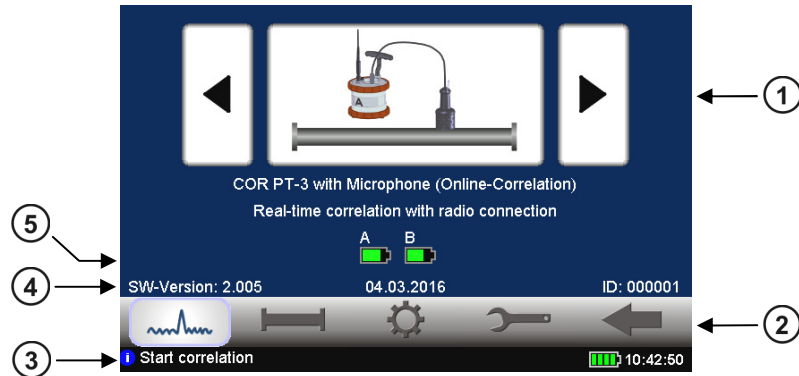 A
1
COR PT-3 with Microphone (Online-Correlation)
Real-time correlation with radio connection
A B
5
4
SW-Version: 2.005 04.03.2016 ID: 000001
2
3
i Start correlation 10:42:50